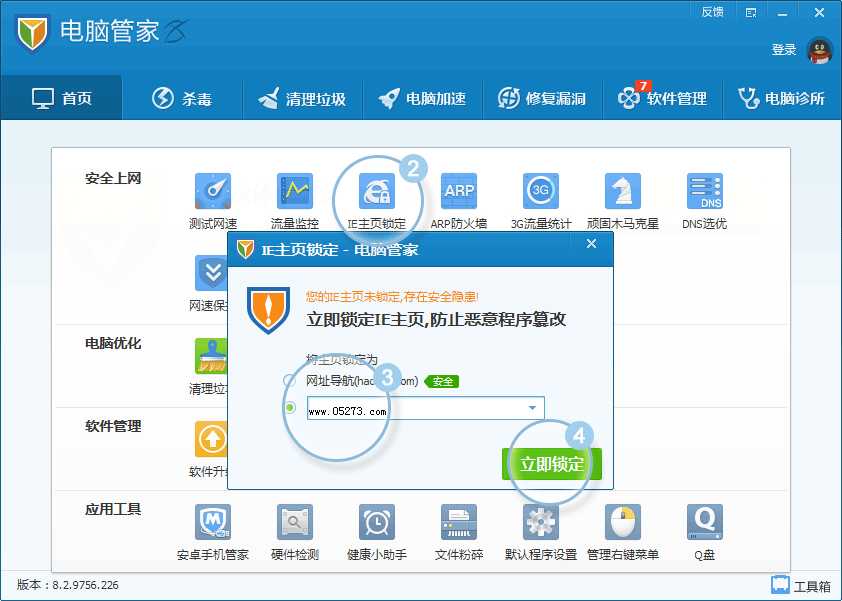 反馈
电脑管家
登录
首页
杀毒
清理垃圾
电脑加速
修复漏洞
7
软件管理
电脑诊所
安全上网
2
ARP
3G
DNS
测试网速
流量监控
IE主页锁定
ARP防火墙
3G流量统计
顽固木马克星
DNS选优
IE主页锁定 - 电脑管家
网速保
您的IE主页未锁定,存在安全隐患!
立即锁定IE主页,防止恶意程序篡改
电脑优化
将主页锁定为
3
网址导航(hao
om)
安全
清理垃
www.05273.com
软件管理
4
立即锁定
软件升
应用工具
M
Q
安卓手机管家
硬件检测
健康小助手
文件粉碎
默认程序设置
管理右键菜单
Q盘
版本：8.2.9756.226
工具箱